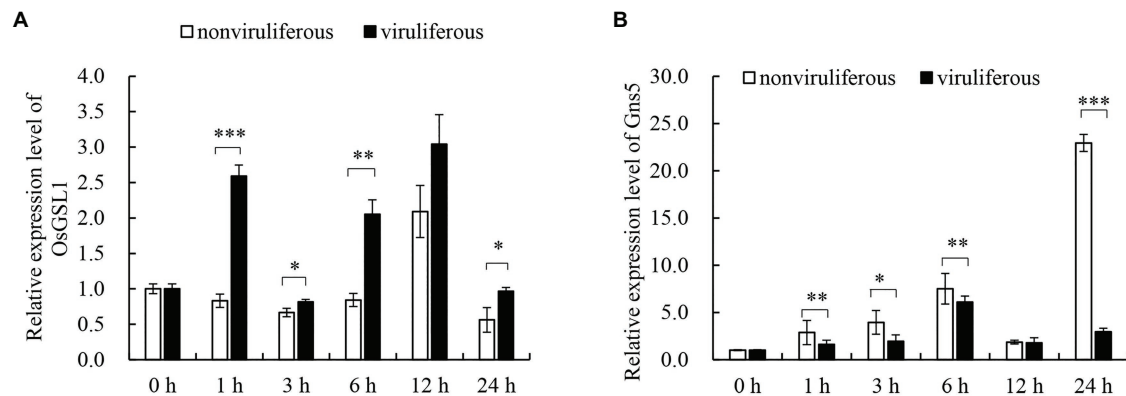 A
nonviruliferous viruliferous
Relative expression level of
OsGSL1
4.0
3.5
3.0
2.5
2.0
1.5
1.0
0.5
0.0
***
*
**
*
0 h 1 h 3 h 6 h 12 h 24 h
B
nonviruliferous viruliferous
Relative expression level of Gns5
30.0
25.0
20.0
15.0
10.0
5.0
0.0
**
*
**
***
0 h 1 h 3 h 6 h 12 h 24 h